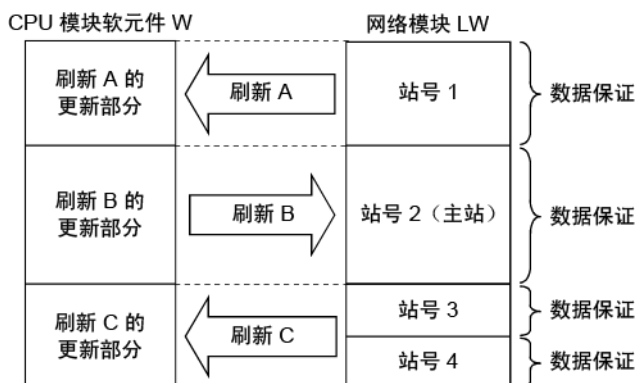 CPU 模块软元件 W
网络模块 LW
刷新 A 的
更新部分
刷新 A
站号 1
数据保证
刷新 B 的
更新部分
刷新 B
站号 2（主站）
数据保证
刷新 C 的
更新部分
刷新 C
站号 3
数据保证
站号 4
数据保证